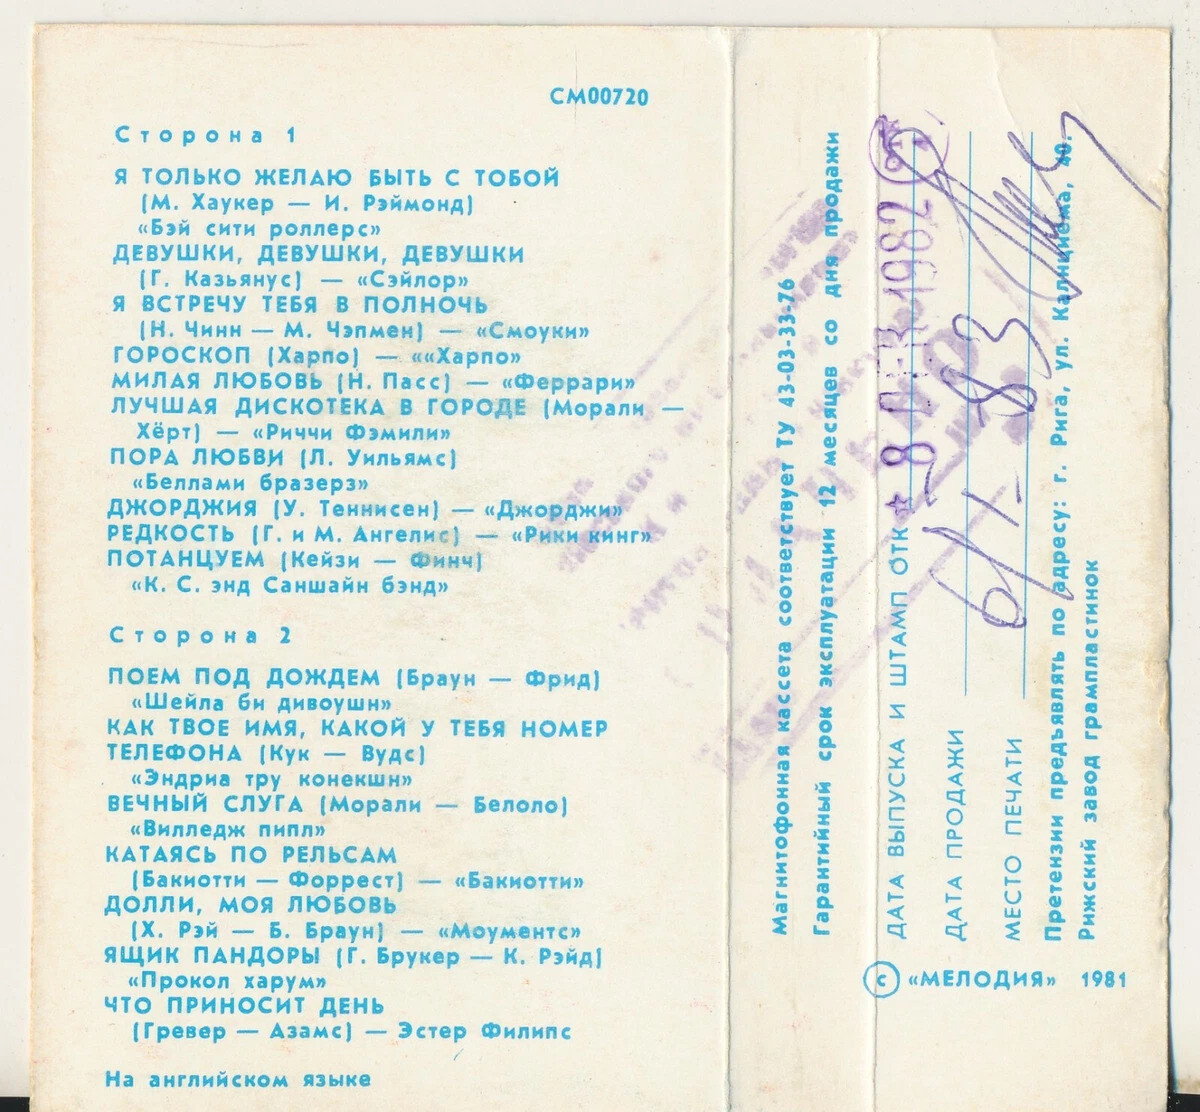 СМ00720
Сторона 1
Я ТОЛЬКО ЖЕЛАЮ БЫТЬ С ТОБОЙ
(М. Хаукер — И. Рэймонд)
«Бэй сити роллерс»
ДЕВУШКИ, ДЕВУШКИ, ДЕВУШКИ
(Г. Казьянус) — «Сэйлор»
Я ВСТРЕЧУ ТЕБЯ В ПОЛНОЧЬ
(Н. Чинн — М. Чэпмен) — «Смоуки»
ГОРОСКОП (Харпо) — ««Харпо»
МИЛАЯ ЛЮБОВЬ (Н. Пасс) — «Феррари»
ЛУЧШАЯ ДИСКОТЕКА В ГОРОДЕ (Морали —
Хёрт) — «Риччи Фэмили»
ПОРА ЛЮБВИ (Л. Уильямс)
«Беллами бразерз»
ДЖОРДЖИЯ (У. Теннисен) — «Джорджи»
РЕДКОСТЬ (Г. и М. Ангелис) — «Рики кинг»
ПОТАНЦУЕМ (Кейзи — Финч)
«К. С. энд Саншайн бэнд»
Сторона 2
ПОЕМ ПОД ДОЖДЕМ (Браун — Фрид)
«Шейла би дивоушн»
КАК ТВОЕ ИМЯ, КАКОЙ У ТЕБЯ НОМЕР
ТЕЛЕФОНА (Кук — Вудс)
«Эндриа тру конекшн»
ВЕЧНЫЙ СЛУГА (Морали — Белоло)
«Вилледж пипл»
КАТАЯСЬ ПО РЕЛЬСАМ
(Бакиотти — Форрест) — «Бакиотти»
ДОЛЛИ, МОЯ ЛЮБОВЬ
(Х. Рэй — Б. Браун) — «Моументс»
ЯЩИК ПАНДОРЫ (Г. Брукер — К. Рэйд)
«Прокол харум»
ЧТО ПРИНОСИТ ДЕНЬ
(Гревер — Азамс) — Эстер Филипс
На английском языке
Магнитофонная кассета соответствует ТУ 43-03-33-76
Гарантийный срок эксплуатации 12 месяцев со дня продажи
ДАТА ВЫПУСКА И ШТАМП ОТК 8 1982
ДАТА ПРОДАЖИ
МЕСТО ПЕЧАТИ
Претензии предъявлять по адресу: г. Рига, ул. Калнциема, 40.
Рижский завод грампластинок
© «МЕЛОДИЯ» 1981